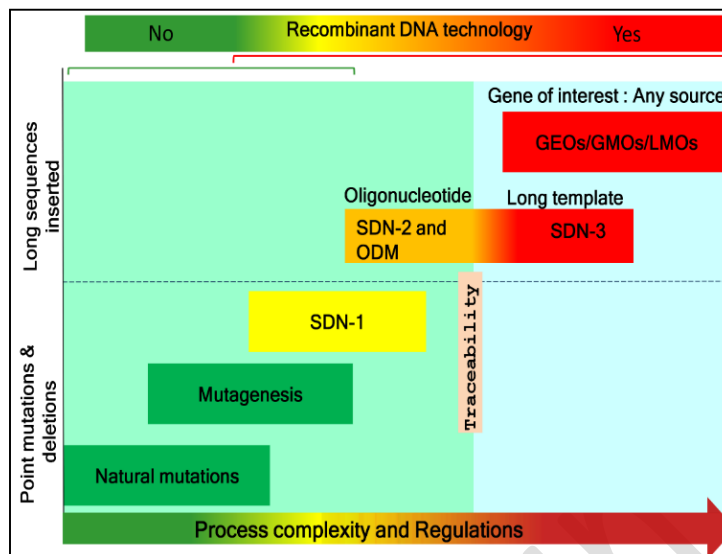 No Recombinant DNA technology Yes
Gene of interest : Any source
GEOs/GMOs/LMOs
Long sequences
inserted
Oligonucleotide
Long template
SDN-2 and
ODM
SDN-3
Traceability
SDN-1
Point mutations &
deletions
Mutagenesis
Natural mutations
Process complexity and Regulations